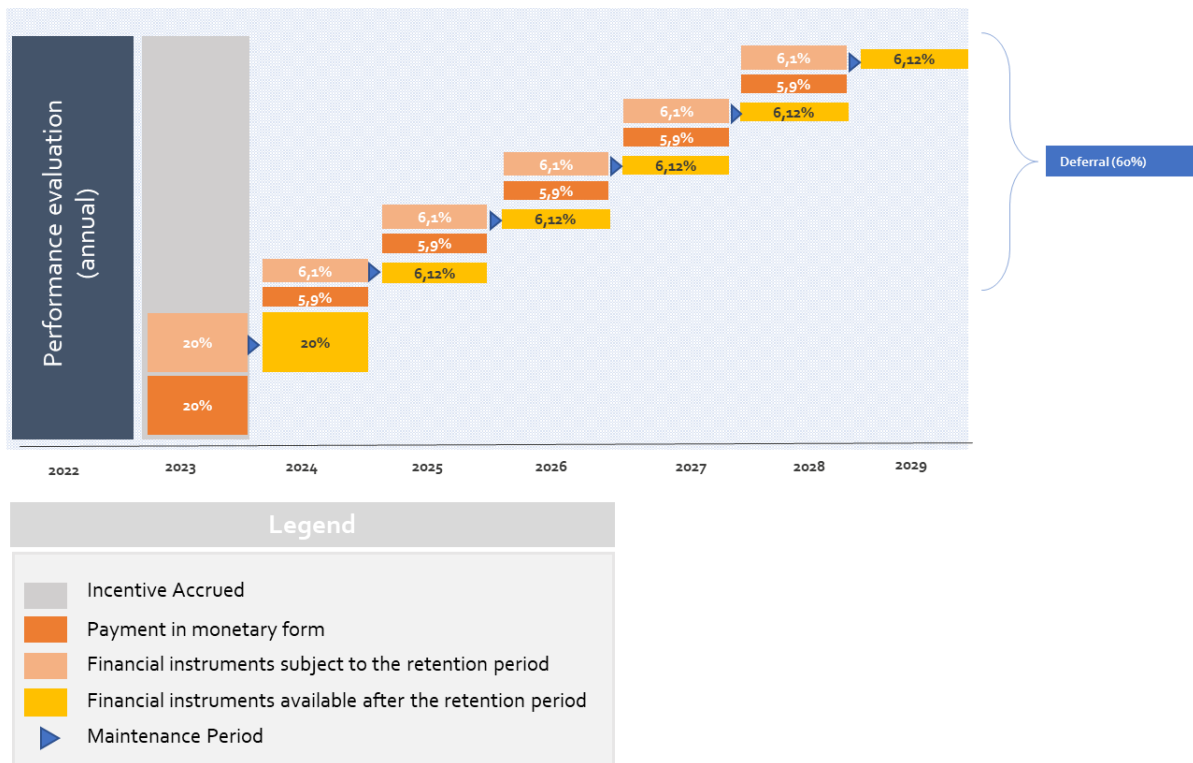 Performance evaluation
(annual)
6,1%
6,12%
5,9%
6,1%
6,12%
5,9%
6,1%
6,12%
5,9%
6,1%
6,12%
5,9%
6,1%
6,12%
5,9%
20%
20%
20%
Deferral (60%)
2022
2023
2024
2025
2026
2027
2028
2029
Legend
Incentive Accrued
Payment in monetary form
Financial instruments subject to the retention period
Financial instruments available after the retention period
Maintenance Period